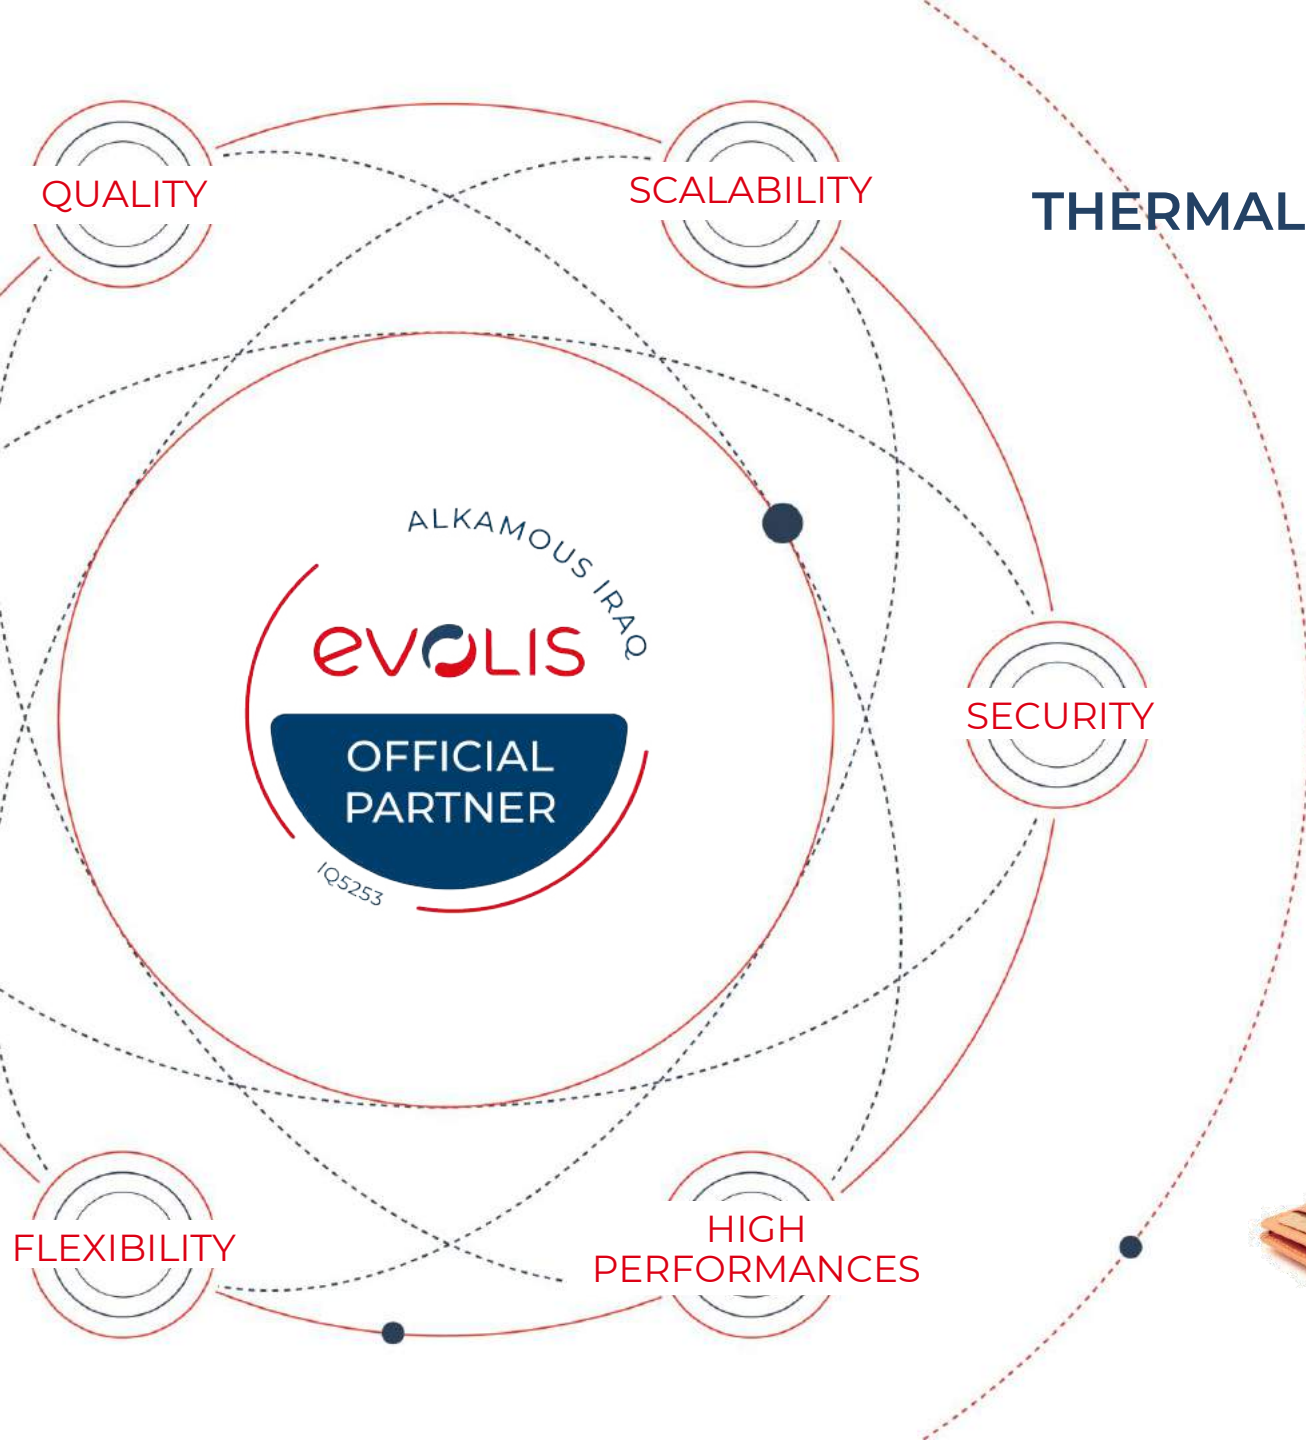 QUALITY
SCALABILITY
THERMAL
ALKAMOUS IRAQ
evolis
OFFICIAL
PARTNER
IQ5253
SECURITY
FLEXIBILITY
HIGH
PERFORMANCES